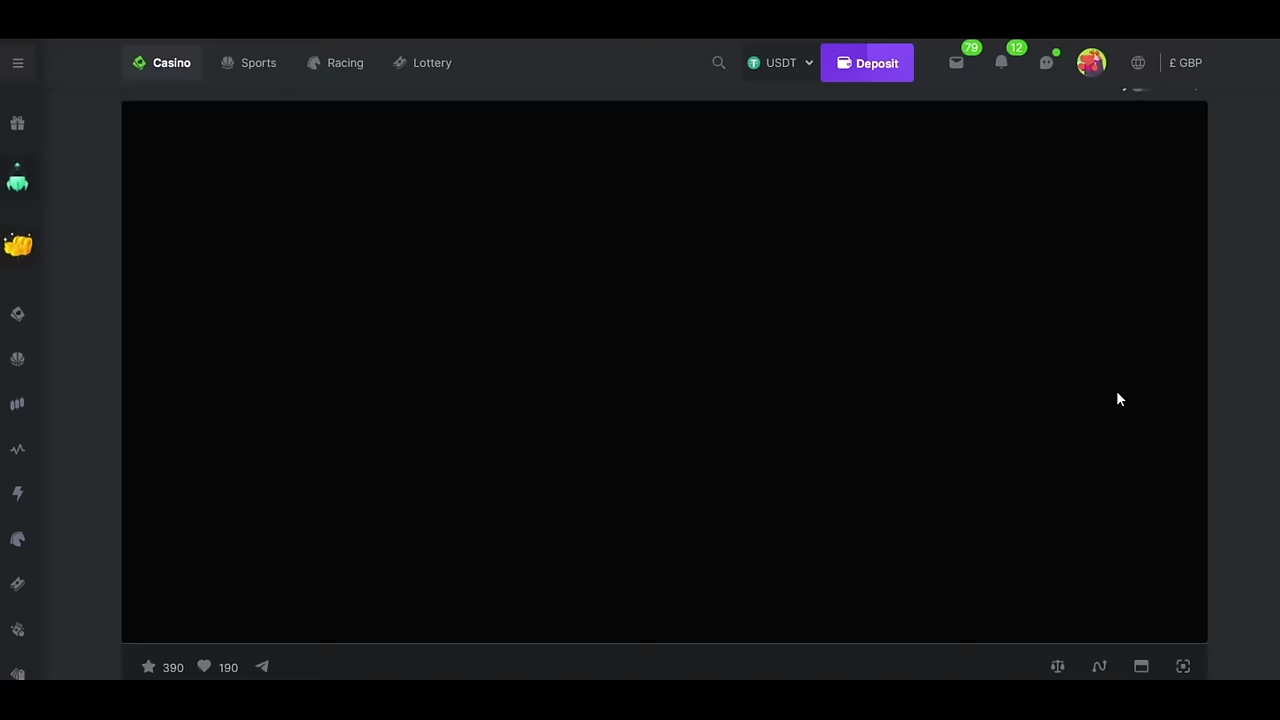 Casino
Sports
Racing
Lottery
USDT
Deposit
79
12
£ GBP
390
190